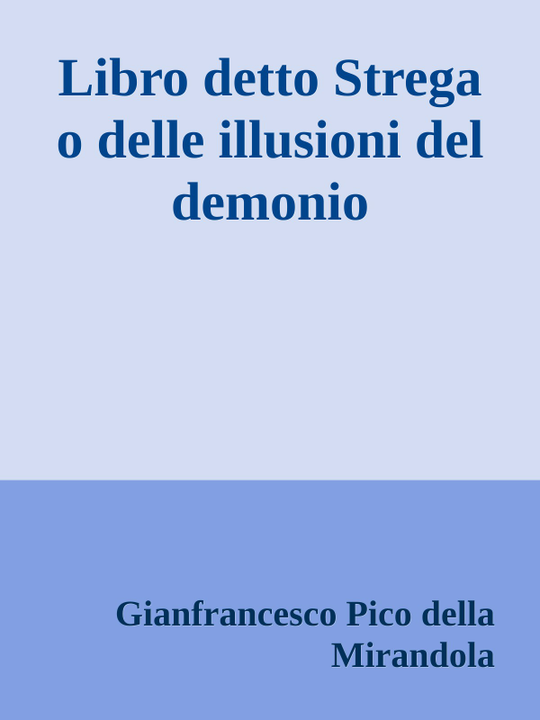 Libro detto Strega
o delle illusioni del
demonio
Gianfrancesco Pico della
Mirandola